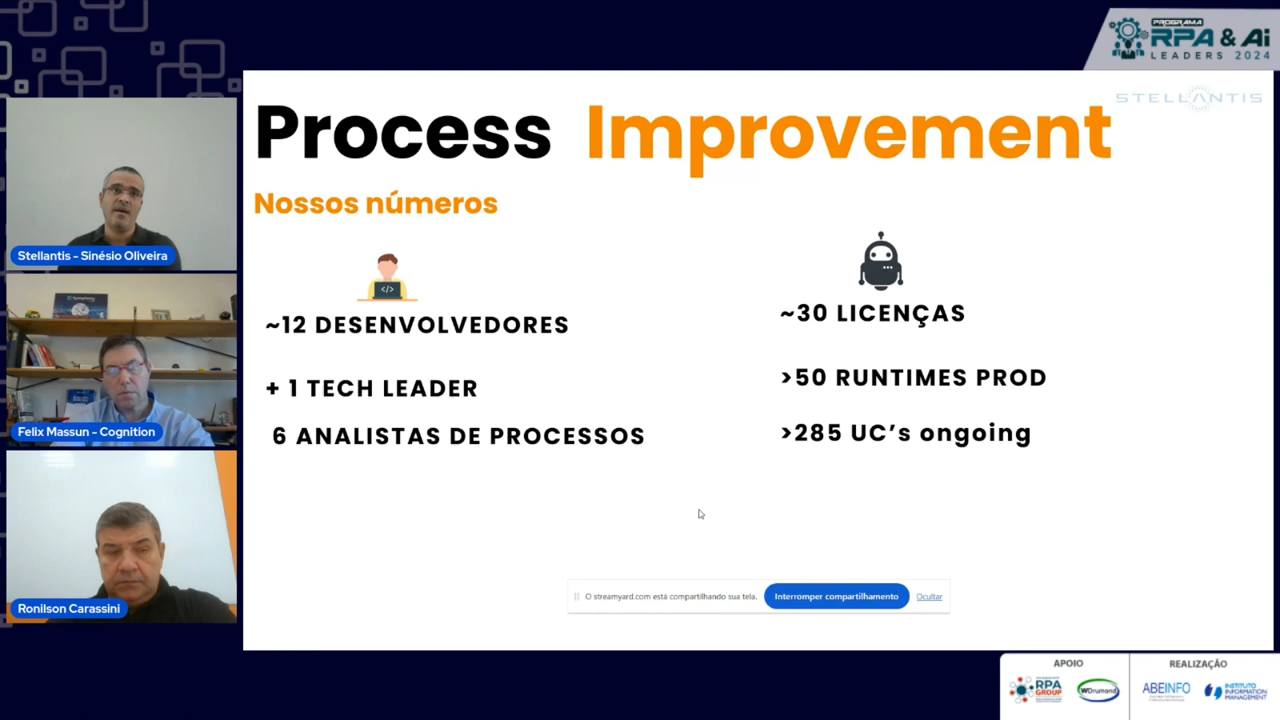 PROGRAMA
RPA & Ai
LEADERS 2024
STELLANTIS
Process Improvement
Nossos números
~12 DESENVOLVEDORES
+ 1 TECH LEADER
6 ANALISTAS DE PROCESSOS
~30 LICENÇAS
>50 RUNTIMES PROD
>285 UC’s ongoing
Stellantis - Sinésio Oliveira
Felix Massun - Cognition
Ronilson Carassini
O streamyard.com está compartilhando sua tela.
Interromper compartilhamento
Ocultar
APOIO
RPA
GROUP
WDrumond
REALIZAÇÃO
ABEINFO
INSTITUTO
INFORMATION
MANAGEMENT